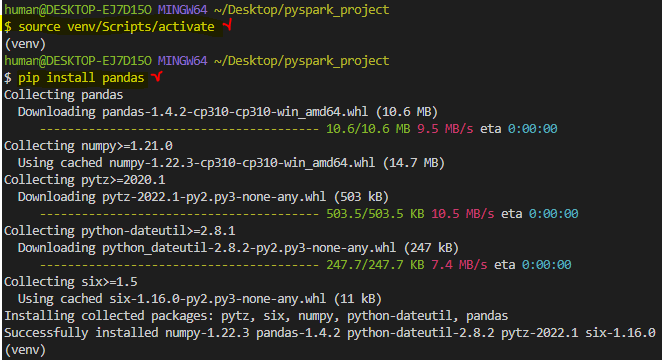 human@DESKTOP-EJ7D15O MINGW64 ~/Desktop/pyspark_project
$ source venv/Scripts/activate
(venv)
human@DESKTOP-EJ7D15O MINGW64 ~/Desktop/pyspark_project
$ pip install pandas
Collecting pandas
  Downloading pandas-1.4.2-cp310-cp310-win_amd64.whl (10.6 MB)
     ---------------------------------------- 10.6/10.6 MB 9.5 MB/s eta 0:00:00
Collecting numpy>=1.21.0
  Using cached numpy-1.22.3-cp310-cp310-win_amd64.whl (14.7 MB)
Collecting pytz>=2020.1
  Downloading pytz-2022.1-py2.py3-none-any.whl (503 kB)
     ---------------------------------------- 503.5/503.5 KB 10.5 MB/s eta 0:00:00
Collecting python-dateutil>=2.8.1
  Downloading python_dateutil-2.8.2-py2.py3-none-any.whl (247 kB)
     ---------------------------------------- 247.7/247.7 KB 7.4 MB/s eta 0:00:00
Collecting six>=1.5
  Using cached six-1.16.0-py2.py3-none-any.whl (11 kB)
Installing collected packages: pytz, six, numpy, python-dateutil, pandas
Successfully installed numpy-1.22.3 pandas-1.4.2 python-dateutil-2.8.2 pytz-2022.1 six-1.16.0
(venv)